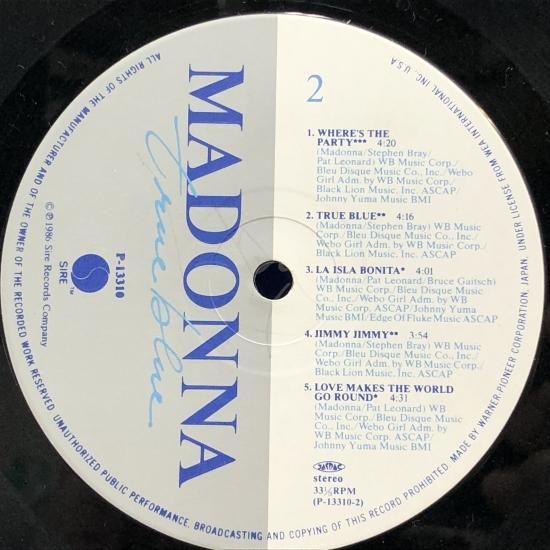 2
1. WHERE'S THE
PARTY*** 4:20
(Madonna/Stephen Bray/
Pat Leonard) WB Music Corp./
Bleu Disque Music Co., Inc./Webo
Girl Adm. by WB Music Corp./
Black Lion Music, Inc. ASCAP/
Johnny Yuma Music BMI
2. TRUE BLUE** 4:16
(Madonna/Stephen Bray) WB Music
Corp./Bleu Disque Music Co., Inc./
Webo Girl Adm. by WB Music Corp./
Black Lion Music, Inc. ASCAP
3. LA ISLA BONITA* 4:01
(Madonna/Pat Leonard/Bruce Gaitsch)
WB Music Corp./Bleu Disque Music
Co., Inc./Webo Girl Adm. by WB
Music Corp. ASCAP/Johnny Yuma
Music BMI/Edge Of Fluke Music ASCAP
4. JIMMY JIMMY** 3:54
(Madonna/Stephen Bray) WB Music
Corp./Bleu Disque Music Co., Inc./
Webo Girl Adm. by WB Music Corp./
Black Lion Music, Inc. ASCAP
5. LOVE MAKES THE WORLD
GO ROUND* 4:31
(Madonna/Pat Leonard) WB
Music Corp./Bleu Disque Music
Co., Inc./Webo Girl Adm. by
WB Music Corp. ASCAP/
Johnny Yuma Music BMI
JASRAC
stereo
33⅓RPM
(P-13310-2)
MADONNA
true blue
P-13310
SIRE™
©℗1986 Sire Records Company
ALL RIGHTS OF THE MANUFACTURER AND OF THE OWNER OF THE RECORDED WORK RESERVED. UNAUTHORIZED PUBLIC PERFORMANCE, BROADCASTING AND COPYING OF THIS RECORD PROHIBITED. MADE BY WARNER-PIONEER CORPORATION, JAPAN, UNDER LICENSE FROM WEA INTERNATIONAL INC., U.S.A.